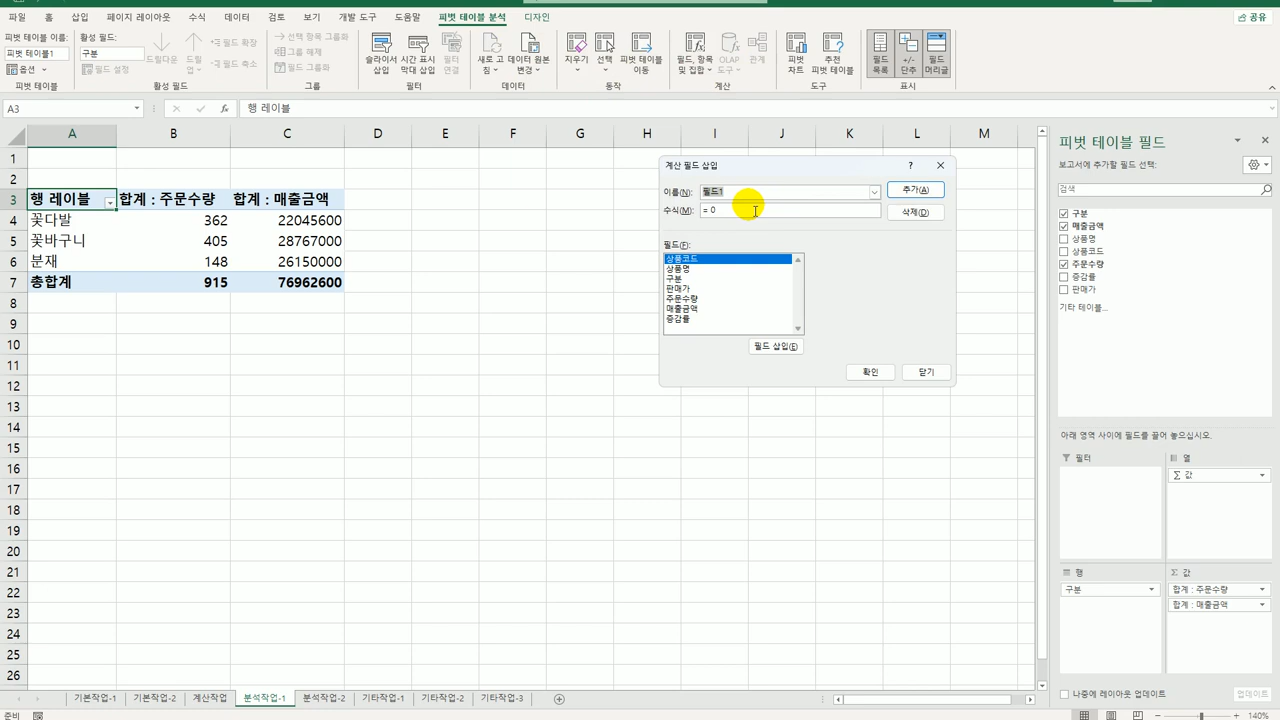 파일 홈 삽입 페이지 레이아웃 수식 데이터 검토 보기 개발 도구 도움말 피벗 테이블 분석 디자인 공유
피벗 테이블 이름: 활성 필드:
피벗 테이블1 구분
옵션 필드 설정
드릴다운 드릴업
필드 확장
필드 축소
선택 항목 그룹화
그룹 해제
필드 그룹화
슬라이서 삽입 시간 표시 막대 삽입 필터 연결
새로 고침 데이터 원본 변경
지우기 선택 피벗 테이블 이동
필드, 항목 및 집합 OLAP 도구 관계
피벗 차트 추천 피벗 테이블
필드 목록 +/- 단추 필드 머리글
피벗 테이블 활성 필드 그룹 필터 데이터 동작 계산 도구 표시
A3 fx 행 레이블
A B C D E F G H I J K L M
1
2
3 행 레이블 합계 : 주문수량 합계 : 매출금액
4 꽃다발 362 22045600
5 꽃바구니 405 28767000
6 분재 148 26150000
7 총합계 915 76962600
8
9
10
11
12
13
14
15
16
17
18
19
20
21
22
23
24
25
26
계산 필드 삽입 ?
이름(N): 필드1 추가(A)
수식(M): = 0 삭제(D)
필드(F):
상품코드
상품명
구분
판매가
주문수량
매출금액
증감율
필드 삽입(E)
확인 닫기
피벗 테이블 필드
보고서에 추가할 필드 선택:
검색
구분
매출금액
상품명
상품코드
주문수량
증감율
판매가
기타 테이블...
아래 영역 사이에 필드를 끌어 놓으십시오.
필터 열
Σ 값
행 Σ 값
구분 합계 : 주문수량
합계 : 매출금액
나중에 레이아웃 업데이트 업데이트
기본작업-1 기본작업-2 계산작업 분석작업-1 분석작업-2 기타작업-1 기타작업-2 기타작업-3
준비 140%